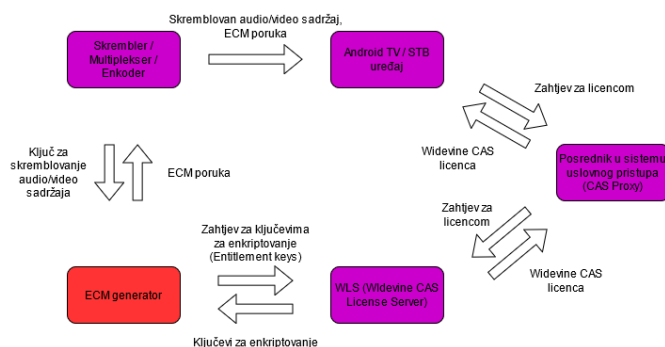 Skremblovan audio/video sadržaj,
ECM poruka
Skrembler /
Multiplekser /
Enkoder
Android TV / STB
uređaj
Zahtjev za licencom
Widevine CAS
licenca
Ključ za
skremblovanje
audio/video
sadržaja
ECM poruka
Posrednik u sistemu
uslovnog pristupa
(CAS Proxy)
Zahtjev za
licencom
Widevine CAS
licenca
Zahtjev za ključevima
za enkriptovanje
(Entitlement keys)
ECM generator
WLS (Widevine CAS
License Server)
Ključevi za enkriptovanje